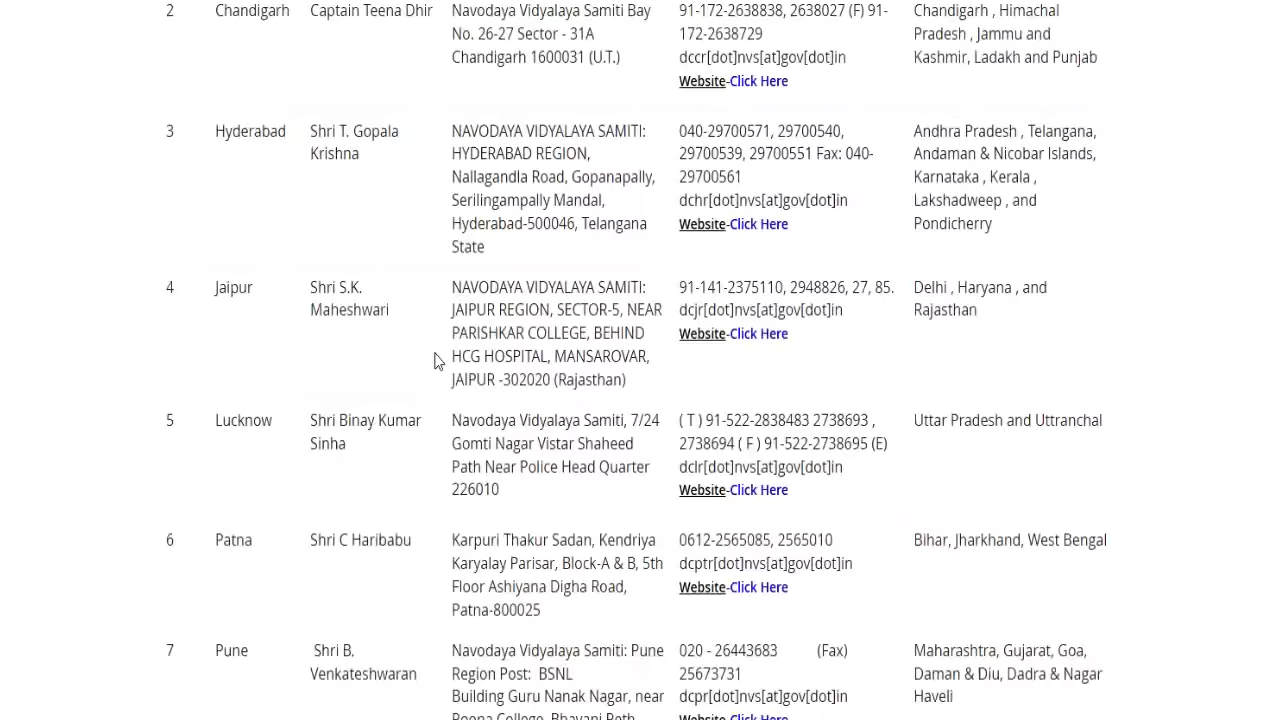 2 Chandigarh Captain Teena Dhir Navodaya Vidyalaya Samiti Bay 91-172-2638838, 2638027 (F) 91- Chandigarh , Himachal
No. 26-27 Sector - 31A 172-2638729 Pradesh , Jammu and
Chandigarh 1600031 (U.T.) dccr[dot]nvs[at]gov[dot]in Kashmir, Ladakh and Punjab
Website-Click Here
3 Hyderabad Shri T. Gopala NAVODAYA VIDYALAYA SAMITI: 040-29700571, 29700540, Andhra Pradesh , Telangana,
Krishna HYDERABAD REGION, 29700539, 29700551 Fax: 040- Andaman & Nicobar Islands,
Nallagandla Road, Gopanapally, 29700561 Karnataka , Kerala ,
Serilingampally Mandal, dchr[dot]nvs[at]gov[dot]in Lakshadweep , and
Hyderabad-500046, Telangana Website-Click Here Pondicherry
State
4 Jaipur Shri S.K. NAVODAYA VIDYALAYA SAMITI: 91-141-2375110, 2948826, 27, 85. Delhi , Haryana , and
Maheshwari JAIPUR REGION, SECTOR-5, NEAR dcjr[dot]nvs[at]gov[dot]in Rajasthan
PARISHKAR COLLEGE, BEHIND Website-Click Here
HCG HOSPITAL, MANSAROVAR,
JAIPUR -302020 (Rajasthan)
5 Lucknow Shri Binay Kumar Navodaya Vidyalaya Samiti, 7/24 ( T ) 91-522-2838483 2738693 , Uttar Pradesh and Uttranchal
Sinha Gomti Nagar Vistar Shaheed 2738694 ( F ) 91-522-2738695 (E)
Path Near Police Head Quarter dclr[dot]nvs[at]gov[dot]in
226010 Website-Click Here
6 Patna Shri C Haribabu Karpuri Thakur Sadan, Kendriya 0612-2565085, 2565010 Bihar, Jharkhand, West Bengal
Karyalay Parisar, Block-A & B, 5th dcptr[dot]nvs[at]gov[dot]in
Floor Ashiyana Digha Road, Website-Click Here
Patna-800025
7 Pune Shri B. Navodaya Vidyalaya Samiti: Pune 020 - 26443683 (Fax) Maharashtra, Gujarat, Goa,
Venkateshwaran Region Post: BSNL 25673731 Daman & Diu, Dadra & Nagar
Building Guru Nanak Nagar, near dcpr[dot]nvs[at]gov[dot]in Haveli
Poona College, Bhavani Peth Website-Click Here